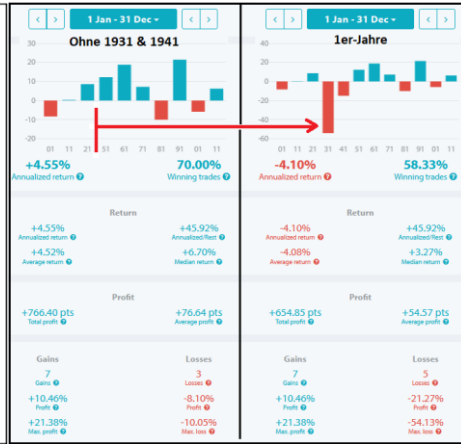 1 Jan - 31 Dec
Ohne 1931 & 1941
30
20
10
0
-10
-20
01 11 21 51 61 71 81 91 01 11
+4.55%
Annualized return
70.00%
Winning trades
Return
+4.55%
Annualized return
+45.92%
Annualized/Rest
+4.52%
Average return
+6.70%
Median return
Profit
+766.40 pts
Total profit
+76.64 pts
Average profit
Gains
Losses
7
Gains
3
Losses
+10.46%
Profit
-8.10%
Profit
+21.38%
Max. profit
-10.05%
Max. loss
1 Jan - 31 Dec
1er-Jahre
40
20
0
-20
-40
-60
01 11 21 31 41 51 61 71 81 91 01 11
-4.10%
Annualized return
58.33%
Winning trades
Return
-4.10%
Annualized return
+45.92%
Annualized/Rest
-4.08%
Average return
+3.27%
Median return
Profit
+654.85 pts
Total profit
+54.57 pts
Average profit
Gains
Losses
7
Gains
5
Losses
+10.46%
Profit
-21.27%
Profit
+21.38%
Max. profit
-54.13%
Max. loss